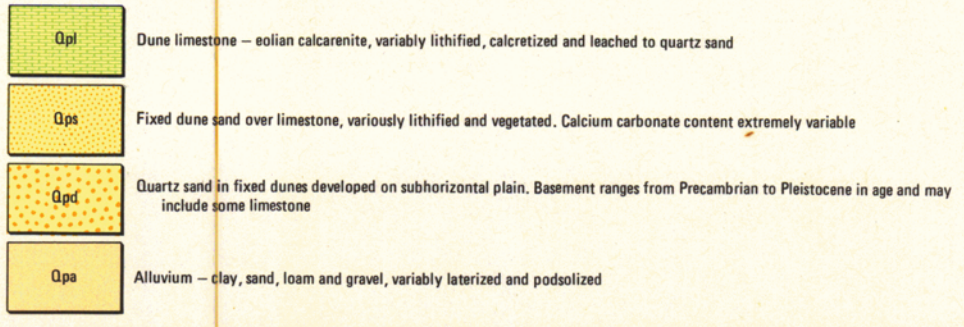 Qpl
Dune limestone – eolian calcarenite, variably lithified, calcretized and leached to quartz sand
Qps
Fixed dune sand over limestone, variously lithified and vegetated. Calcium carbonate content extremely variable
Qpd
Quartz sand in fixed dunes developed on subhorizontal plain. Basement ranges from Precambrian to Pleistocene in age and may
include some limestone
Qpa
Alluvium – clay, sand, loam and gravel, variably laterized and podsolized